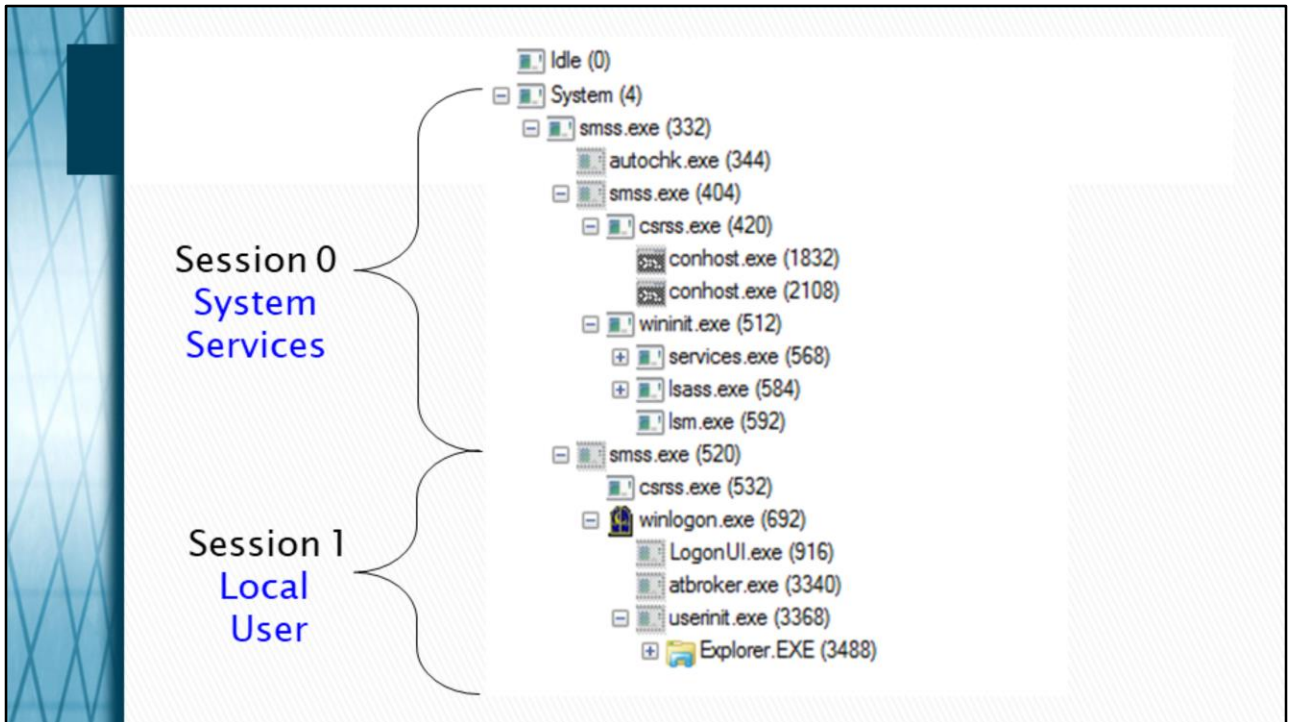 Idle (0)
System (4)
smss.exe (332)
autochk.exe (344)
smss.exe (404)
csrss.exe (420)
conhost.exe (1832)
conhost.exe (2108)
wininit.exe (512)
services.exe (568)
lsass.exe (584)
lsm.exe (592)
smss.exe (520)
csrss.exe (532)
winlogon.exe (692)
LogonUI.exe (916)
atbroker.exe (3340)
userinit.exe (3368)
Explorer.EXE (3488)
Session 0
System
Services
Session 1
Local
User